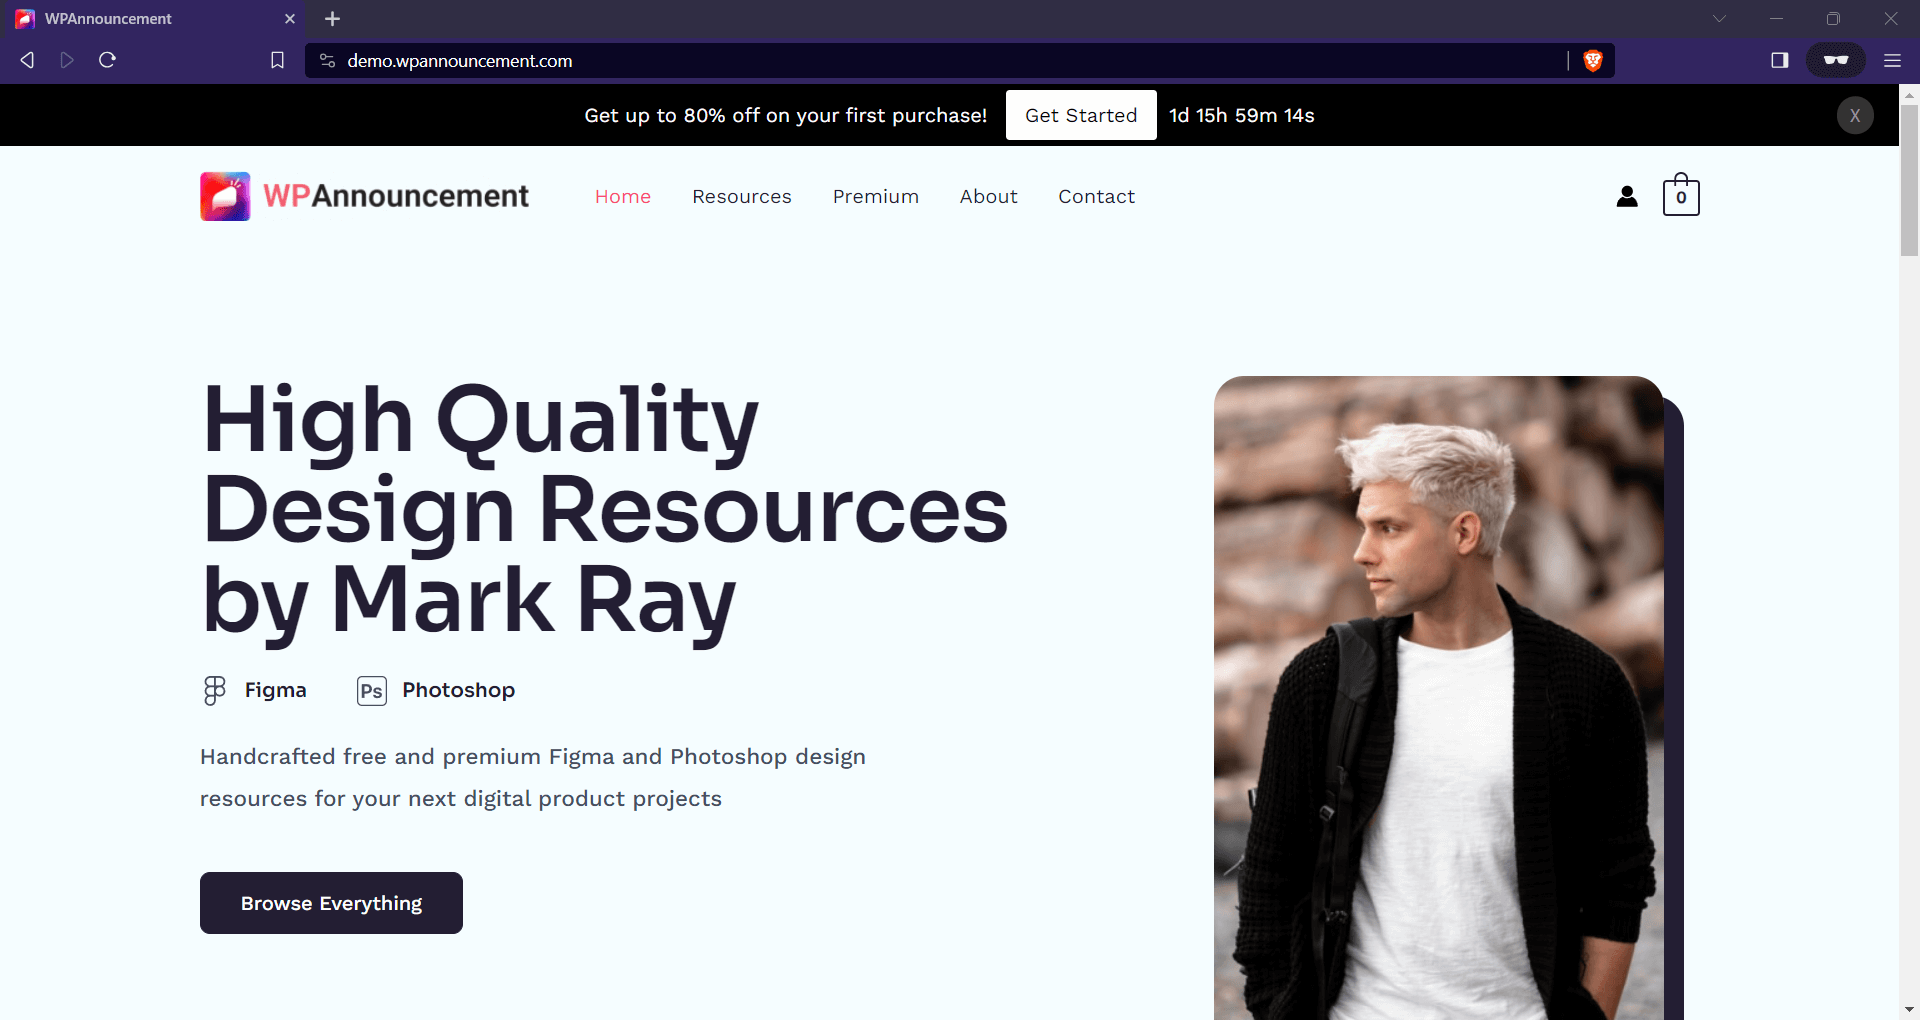 WPAnnouncement
demo.wpannouncement.com
Get up to 80% off on your first purchase! Get Started 1d 15h 59m 14s X
WPAnnouncement Home Resources Premium About Contact 0
High Quality
Design Resources
by Mark Ray
Figma Ps Photoshop
Handcrafted free and premium Figma and Photoshop design
resources for your next digital product projects
Browse Everything